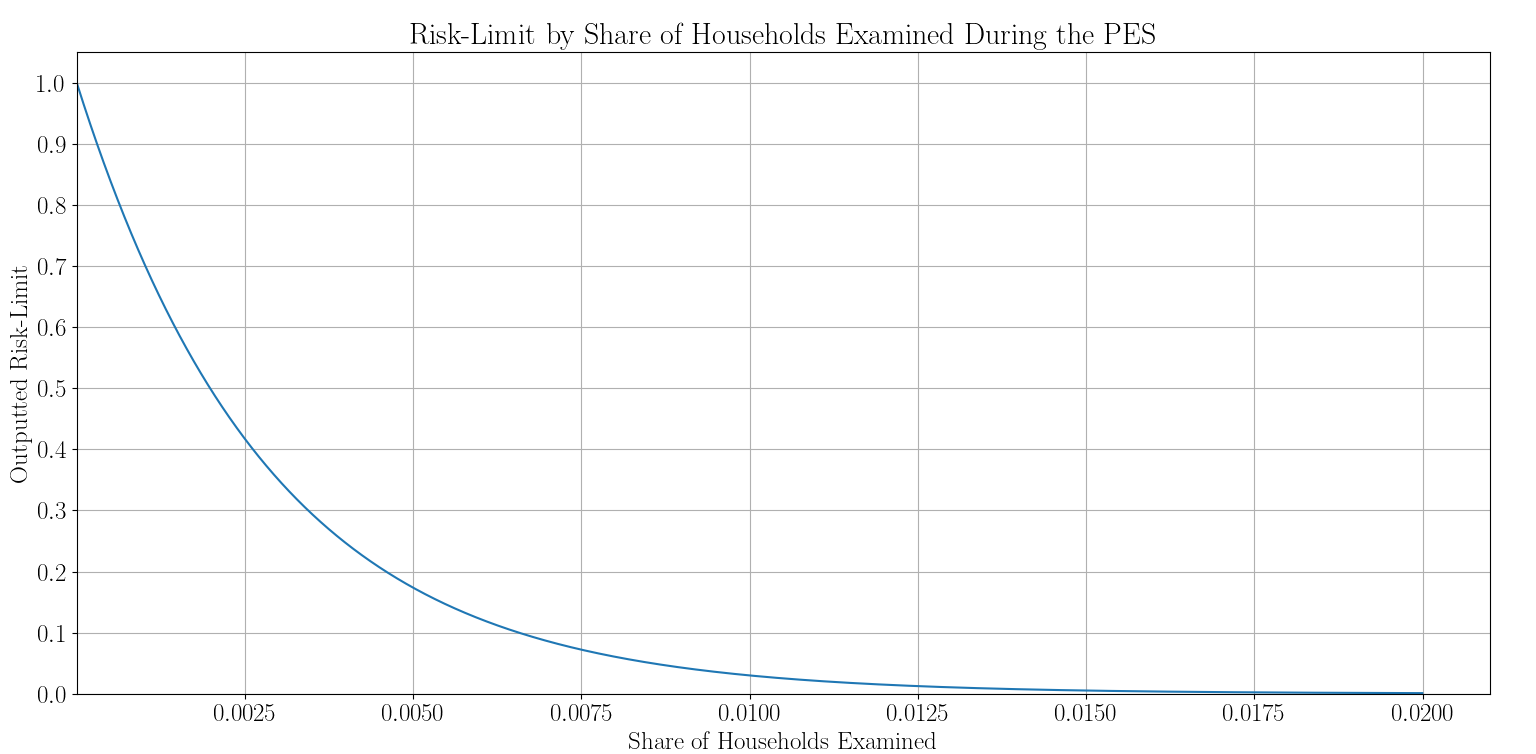 Risk-Limit by Share of Households Examined During the PES
Outputted Risk-Limit
1.0
0.9
0.8
0.7
0.6
0.5
0.4
0.3
0.2
0.1
0.0
0.0025 0.0050 0.0075 0.0100 0.0125 0.0150 0.0175 0.0200
Share of Households Examined